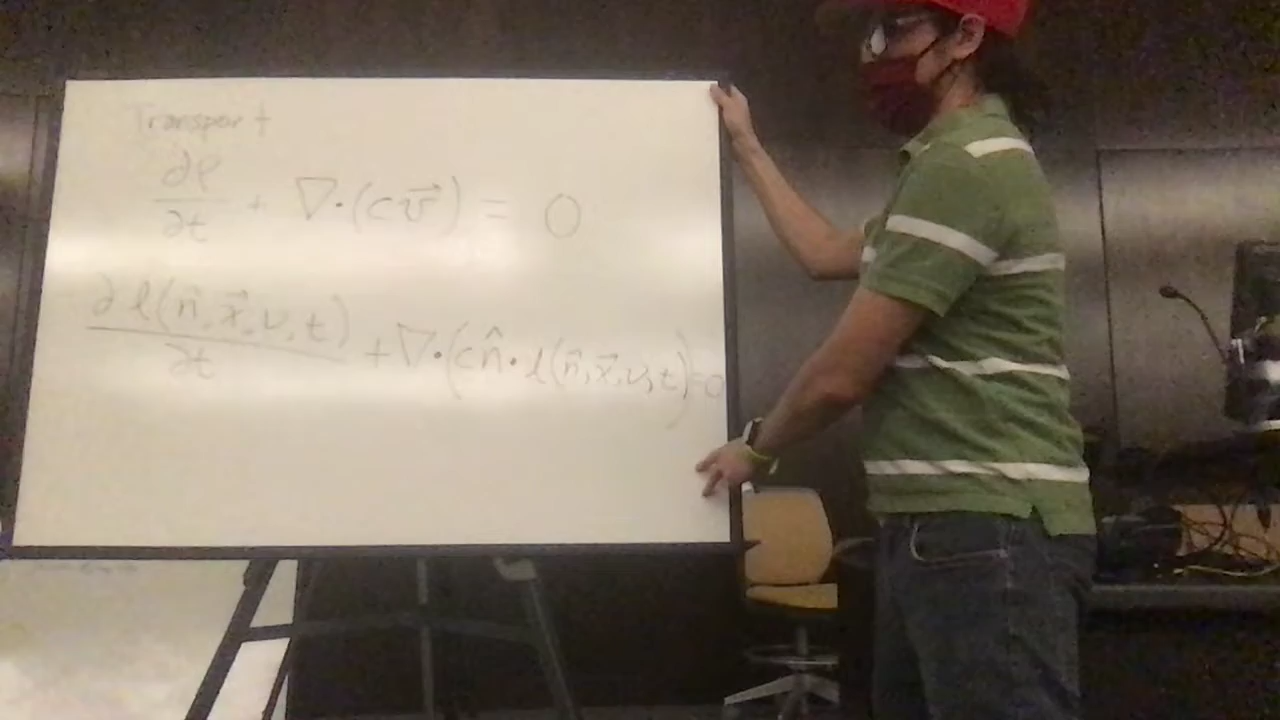 Transport
∂ρ/∂t + ∇·(c v⃗) = 0
∂ℓ(n̂, x⃗, ν, t)/∂t + ∇·(c n̂·ℓ(n̂, x⃗, ν, t)) = 0